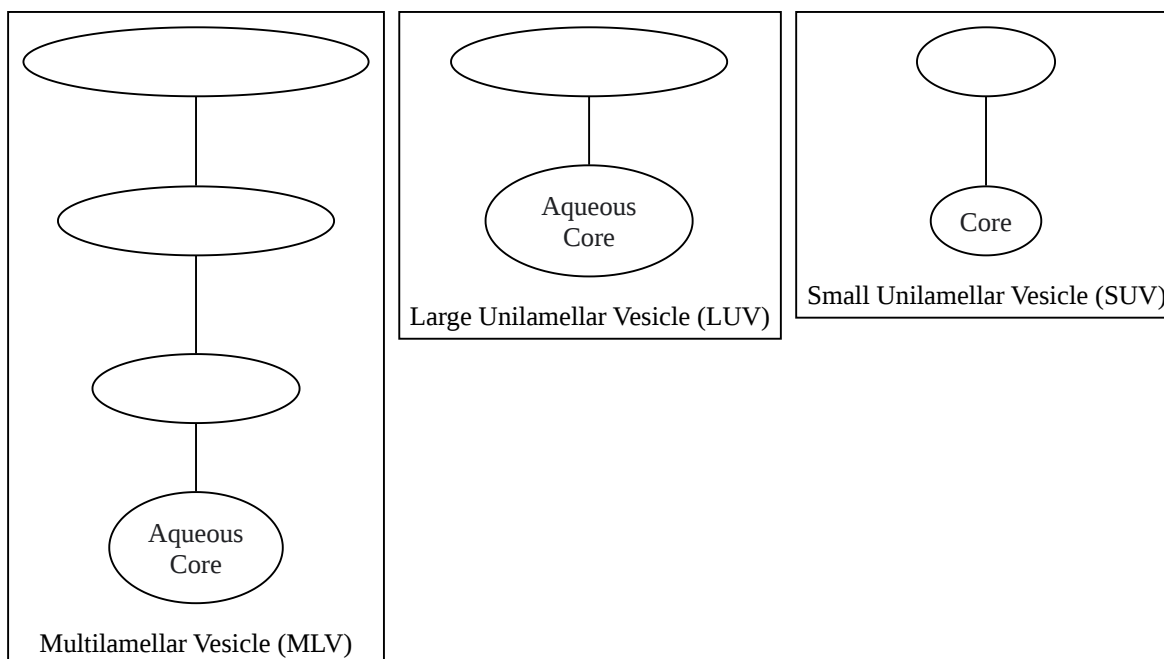 Aqueous
Core
Multilamellar Vesicle (MLV)
Aqueous
Core
Large Unilamellar Vesicle (LUV)
Core
Small Unilamellar Vesicle (SUV)